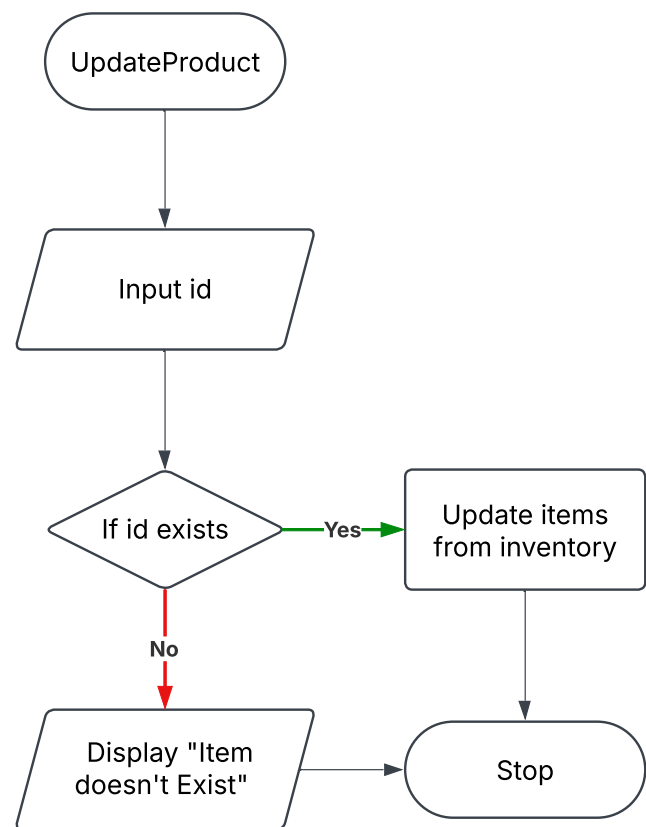 UpdateProduct
Input id
If id exists
Yes
Update items
from inventory
No
Display "Item
doesn't Exist"
Stop